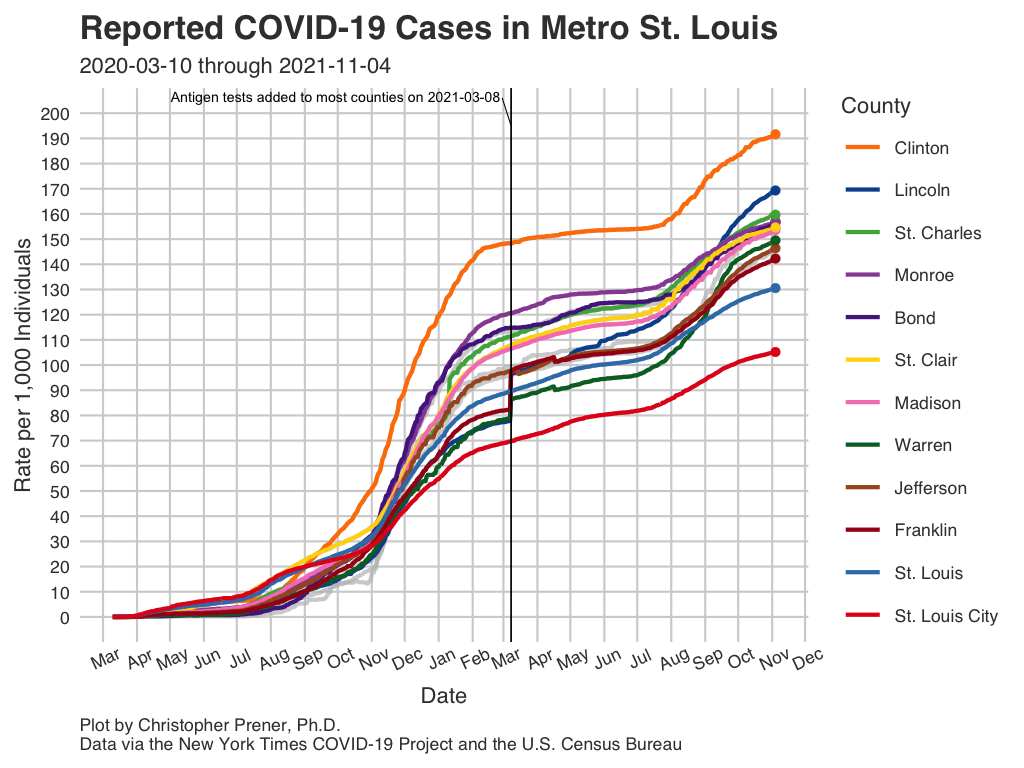 Reported COVID-19 Cases in Metro St. Louis
2020-03-10 through 2021-11-04
Antigen tests added to most counties on 2021-03-08
Rate per 1,000 Individuals
200
190
180
170
160
150
140
130
120
110
100
90
80
70
60
50
40
30
20
10
0
Mar Apr May Jun Jul Aug Sep Oct Nov Dec Jan Feb Mar Apr May Jun Jul Aug Sep Oct Nov Dec
Date
County
Clinton
Lincoln
St. Charles
Monroe
Bond
St. Clair
Madison
Warren
Jefferson
Franklin
St. Louis
St. Louis City
Plot by Christopher Prener, Ph.D.
Data via the New York Times COVID-19 Project and the U.S. Census Bureau